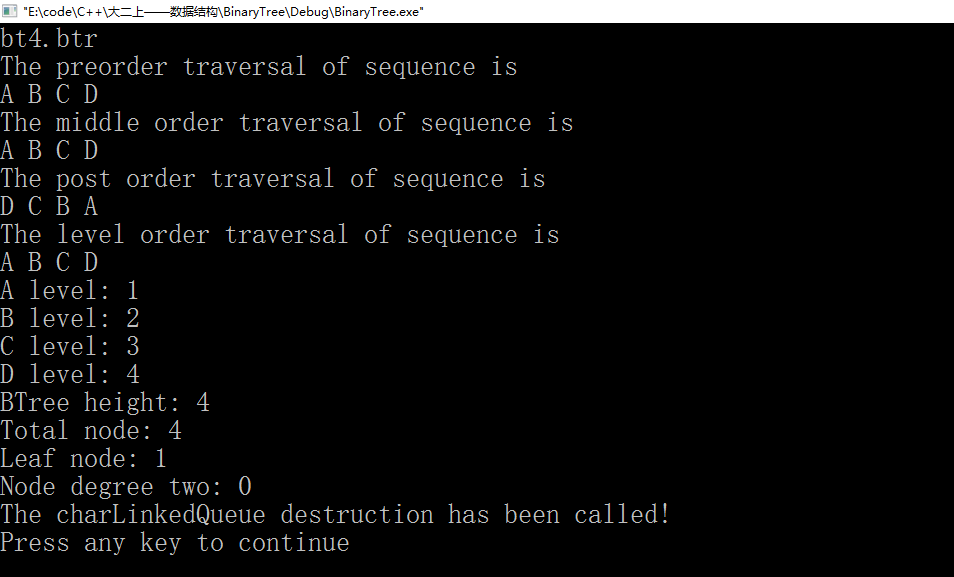 "E:\code\C++\大二上——数据结构\BinaryTree\Debug\BinaryTree.exe"
bt4.btr
The preorder traversal of sequence is
A B C D
The middle order traversal of sequence is
A B C D
The post order traversal of sequence is
D C B A
The level order traversal of sequence is
A B C D
A level: 1
B level: 2
C level: 3
D level: 4
BTree height: 4
Total node: 4
Leaf node: 1
Node degree two: 0
The charLinkedQueue destruction has been called!
Press any key to continue